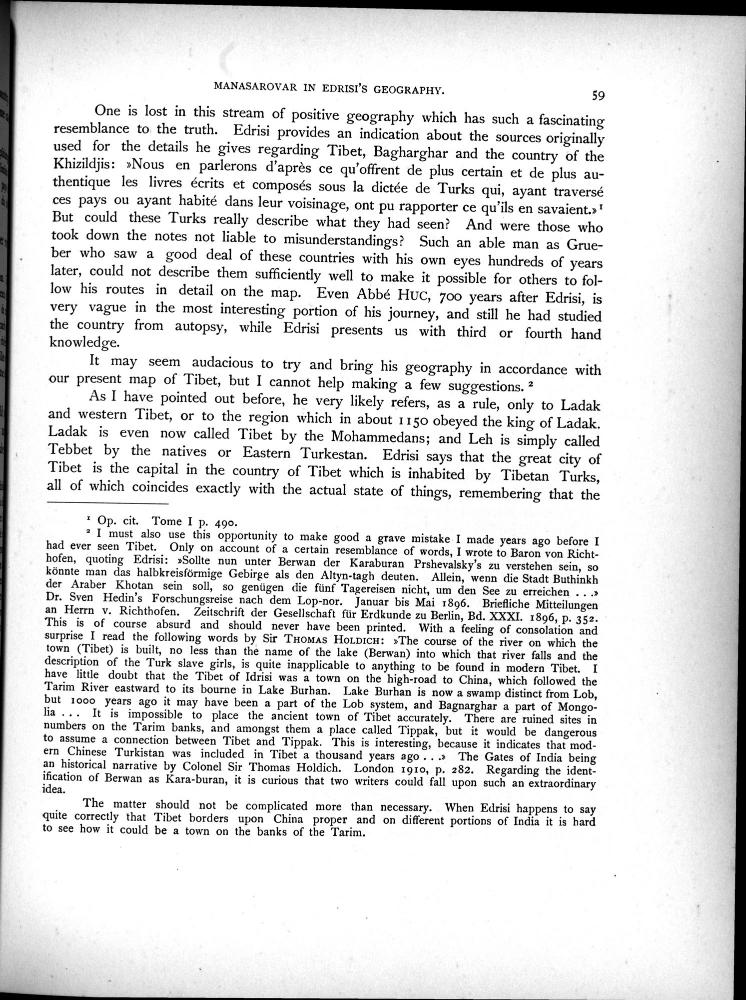 MANASAROVAR IN EDRISI'S GEOGRAPHY.
59
One is lost in this stream of positive geography which has such a fascinating
resemblance to the truth. Edrisi provides an indication about the sources originally
used for the details he gives regarding Tibet, Bagharghar and the country of the
Khizildjis: »Nous en parlerons d'après ce qu'offrent de plus certain et de plus au-
thentique les livres écrits et composés sous la dictée de Turks qui, ayant traversé
ces pays ou ayant habité dans leur voisinage, ont pu rapporter ce qu'ils en savaient.» ¹
But could these Turks really describe what they had seen? And were those who
took down the notes not liable to misunderstandings? Such an able man as Grue-
ber who saw a good deal of these countries with his own eyes hundreds of years
later, could not describe them sufficiently well to make it possible for others to fol-
low his routes in detail on the map. Even Abbé HUC, 700 years after Edrisi, is
very vague in the most interesting portion of his journey, and still he had studied
the country from autopsy, while Edrisi presents us with third or fourth hand
knowledge.
It may seem audacious to try and bring his geography in accordance with
our present map of Tibet, but I cannot help making a few suggestions. ²
As I have pointed out before, he very likely refers, as a rule, only to Ladak
and western Tibet, or to the region which in about 1150 obeyed the king of Ladak.
Ladak is even now called Tibet by the Mohammedans; and Leh is simply called
Tebbet by the natives or Eastern Turkestan. Edrisi says that the great city of
Tibet is the capital in the country of Tibet which is inhabited by Tibetan Turks,
all of which coincides exactly with the actual state of things, remembering that the
¹ Op. cit. Tome I p. 490.
² I must also use this opportunity to make good a grave mistake I made years ago before I
had ever seen Tibet. Only on account of a certain resemblance of words, I wrote to Baron von Richt-
hofen, quoting Edrisi: »Sollte nun unter Berwan der Karaburan Prshevalsky's zu verstehen sein, so
könnte man das halbkreisförmige Gebirge als den Altyn-tagh deuten. Allein, wenn die Stadt Buthinkh
der Araber Khotan sein soll, so genügen die fünf Tagereisen nicht, um den See zu erreichen . . .»
Dr. Sven Hedin's Forschungsreise nach dem Lop-nor. Januar bis Mai 1896. Briefliche Mitteilungen
an Herrn v. Richthofen. Zeitschrift der Gesellschaft für Erdkunde zu Berlin, Bd. XXXI. 1896, p. 352.
This is of course absurd and should never have been printed. With a feeling of consolation and
surprise I read the following words by Sir THOMAS HOLDICH: »The course of the river on which the
town (Tibet) is built, no less than the name of the lake (Berwan) into which that river falls and the
description of the Turk slave girls, is quite inapplicable to anything to be found in modern Tibet. I
have little doubt that the Tibet of Idrisi was a town on the high-road to China, which followed the
Tarim River eastward to its bourne in Lake Burhan. Lake Burhan is now a swamp distinct from Lob,
but 1000 years ago it may have been a part of the Lob system, and Bagnarghar a part of Mongo-
lia . . . It is impossible to place the ancient town of Tibet accurately. There are ruined sites in
numbers on the Tarim banks, and amongst them a place called Tippak, but it would be dangerous
to assume a connection between Tibet and Tippak. This is interesting, because it indicates that mod-
ern Chinese Turkistan was included in Tibet a thousand years ago . . .» The Gates of India being
an historical narrative by Colonel Sir Thomas Holdich. London 1910, p. 282. Regarding the ident-
ification of Berwan as Kara-buran, it is curious that two writers could fall upon such an extraordinary
idea.
The matter should not be complicated more than necessary. When Edrisi happens to say
quite correctly that Tibet borders upon China proper and on different portions of India it is hard
to see how it could be a town on the banks of the Tarim.